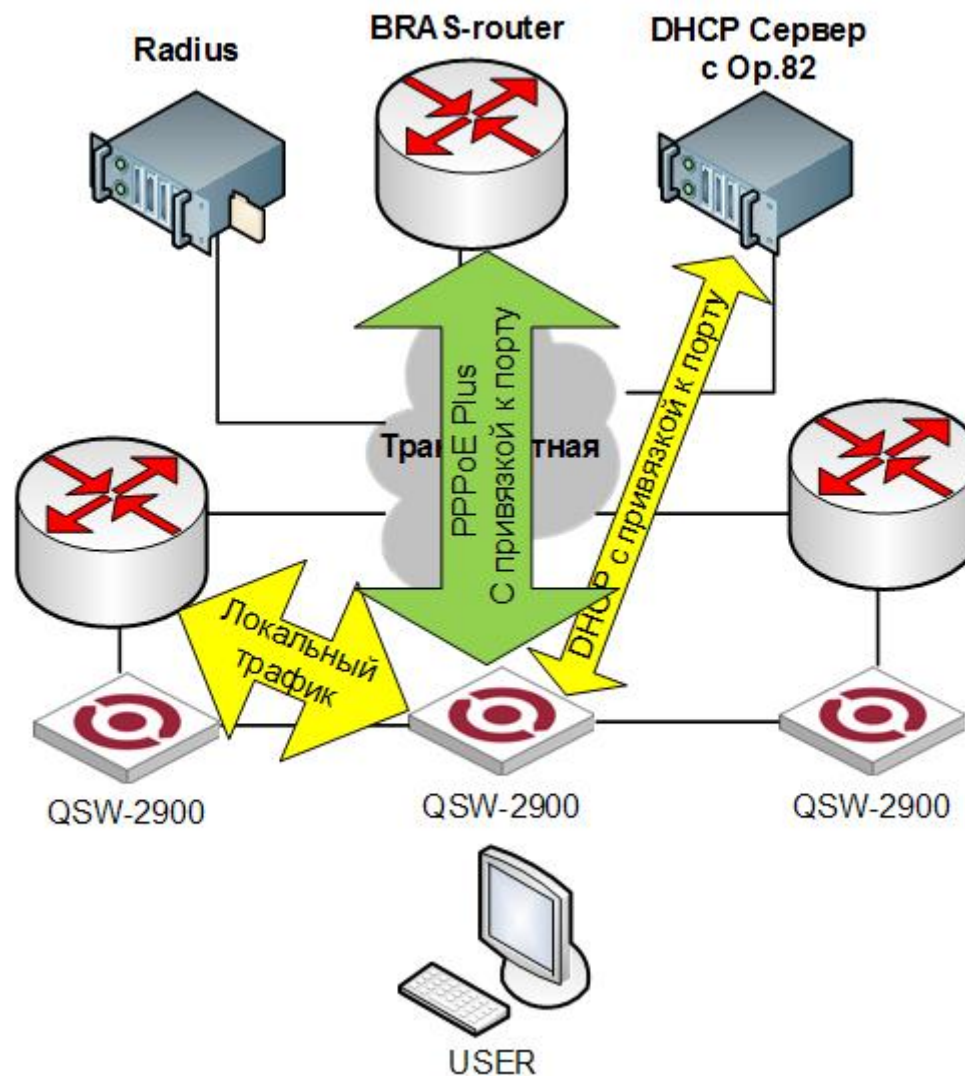 Radius
BRAS-router
DHCP Сервер
с Op.82
PPPoE Plus
С привязкой к порту
DHCP с привязкой к порту
Локальный
трафик
QSW-2900
QSW-2900
QSW-2900
USER